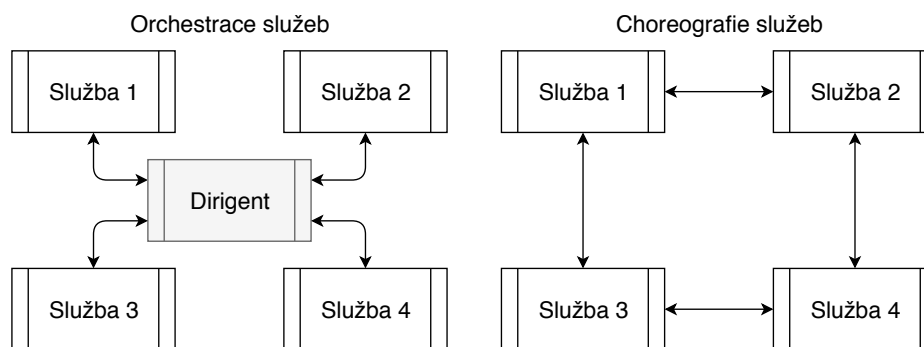 Orchestrace služeb
Služba 1
Služba 2
Dirigent
Služba 3
Služba 4
Choreografie služeb
Služba 1
Služba 2
Služba 3
Služba 4